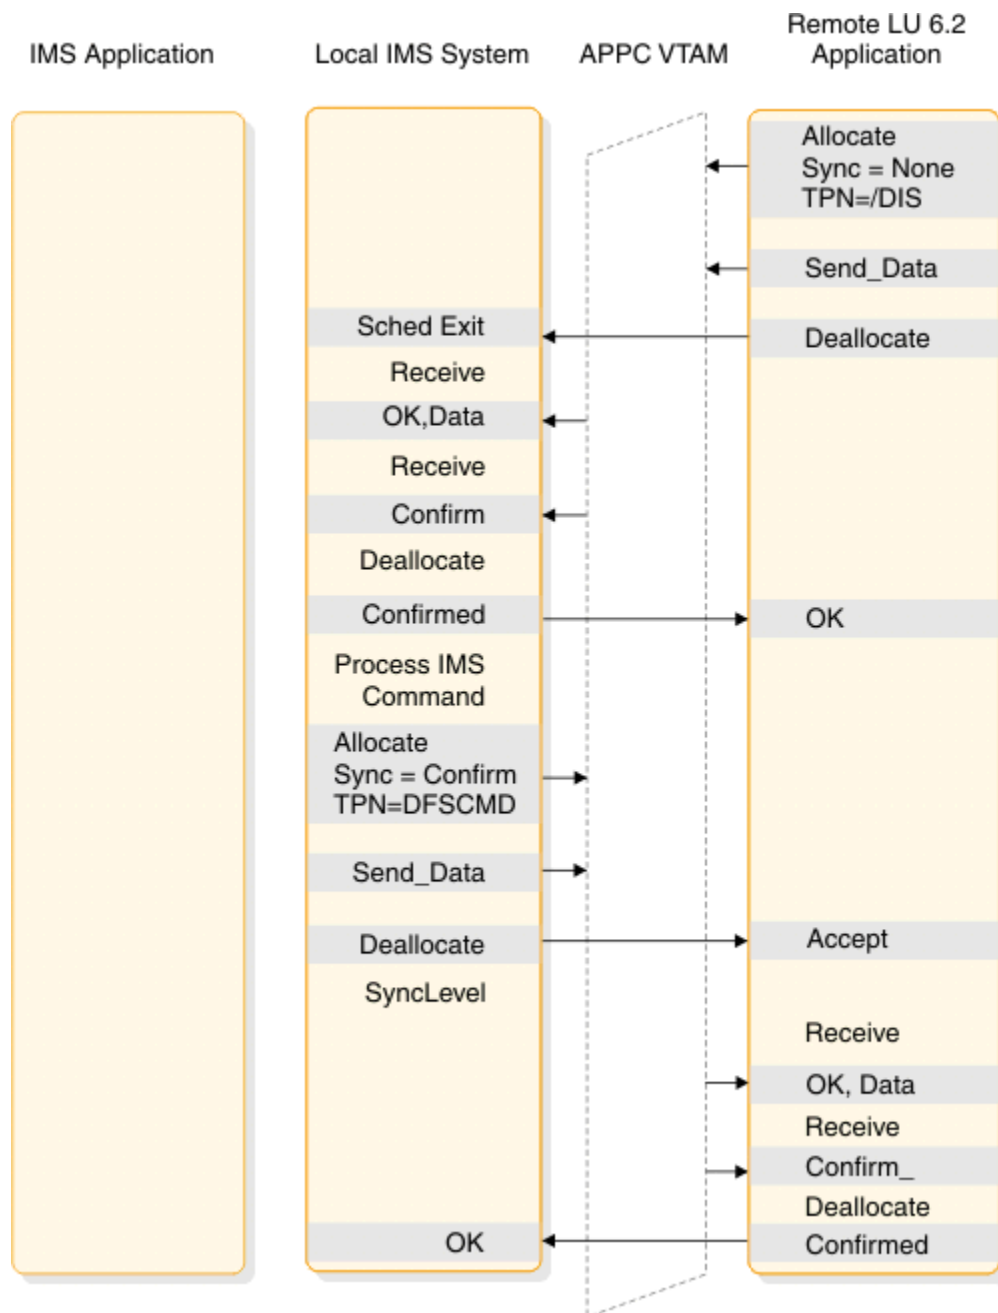 IMS Application
Local IMS System
APPC VTAM
Remote LU 6.2
Application
Allocate
Sync = None
TPN=/DIS
Send_Data
Sched Exit
Deallocate
Receive
OK,Data
Receive
Confirm
Deallocate
Confirmed
OK
Process IMS
Command
Allocate
Sync = Confirm
TPN=DFSCMD
Send_Data
Deallocate
Accept
SyncLevel
Receive
OK, Data
Receive
Confirm_
Deallocate
OK
Confirmed